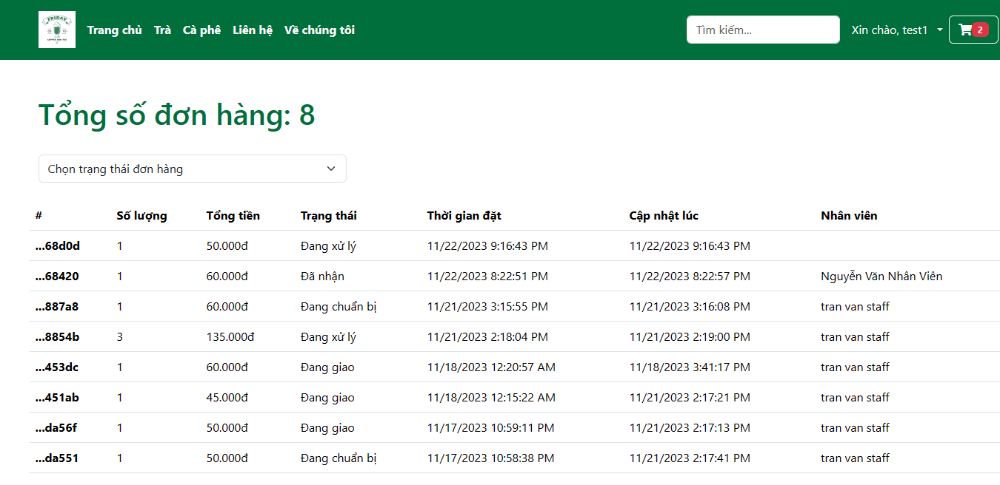 FRIDAY
COFFEE AND TEA
Trang chủ Trà Cà phê Liên hệ Về chúng tôi Tìm kiếm... Xin chào, test1 2
Tổng số đơn hàng: 8
Chọn trạng thái đơn hàng
# Số lượng Tổng tiền Trạng thái Thời gian đặt Cập nhật lúc Nhân viên
...68d0d 1 50.000đ Đang xử lý 11/22/2023 9:16:43 PM 11/22/2023 9:16:43 PM
...68420 1 60.000đ Đã nhận 11/22/2023 8:22:51 PM 11/22/2023 8:22:57 PM Nguyễn Văn Nhân Viên
...887a8 1 60.000đ Đang chuẩn bị 11/21/2023 3:15:55 PM 11/21/2023 3:16:08 PM tran van staff
...8854b 3 135.000đ Đang xử lý 11/21/2023 2:18:04 PM 11/21/2023 2:19:00 PM tran van staff
...453dc 1 60.000đ Đang giao 11/18/2023 12:20:57 AM 11/18/2023 3:41:17 PM tran van staff
...451ab 1 45.000đ Đang giao 11/18/2023 12:15:22 AM 11/21/2023 2:17:21 PM tran van staff
...da56f 1 50.000đ Đang giao 11/17/2023 10:59:11 PM 11/21/2023 2:17:13 PM tran van staff
...da551 1 50.000đ Đang chuẩn bị 11/17/2023 10:58:38 PM 11/21/2023 2:17:41 PM tran van staff